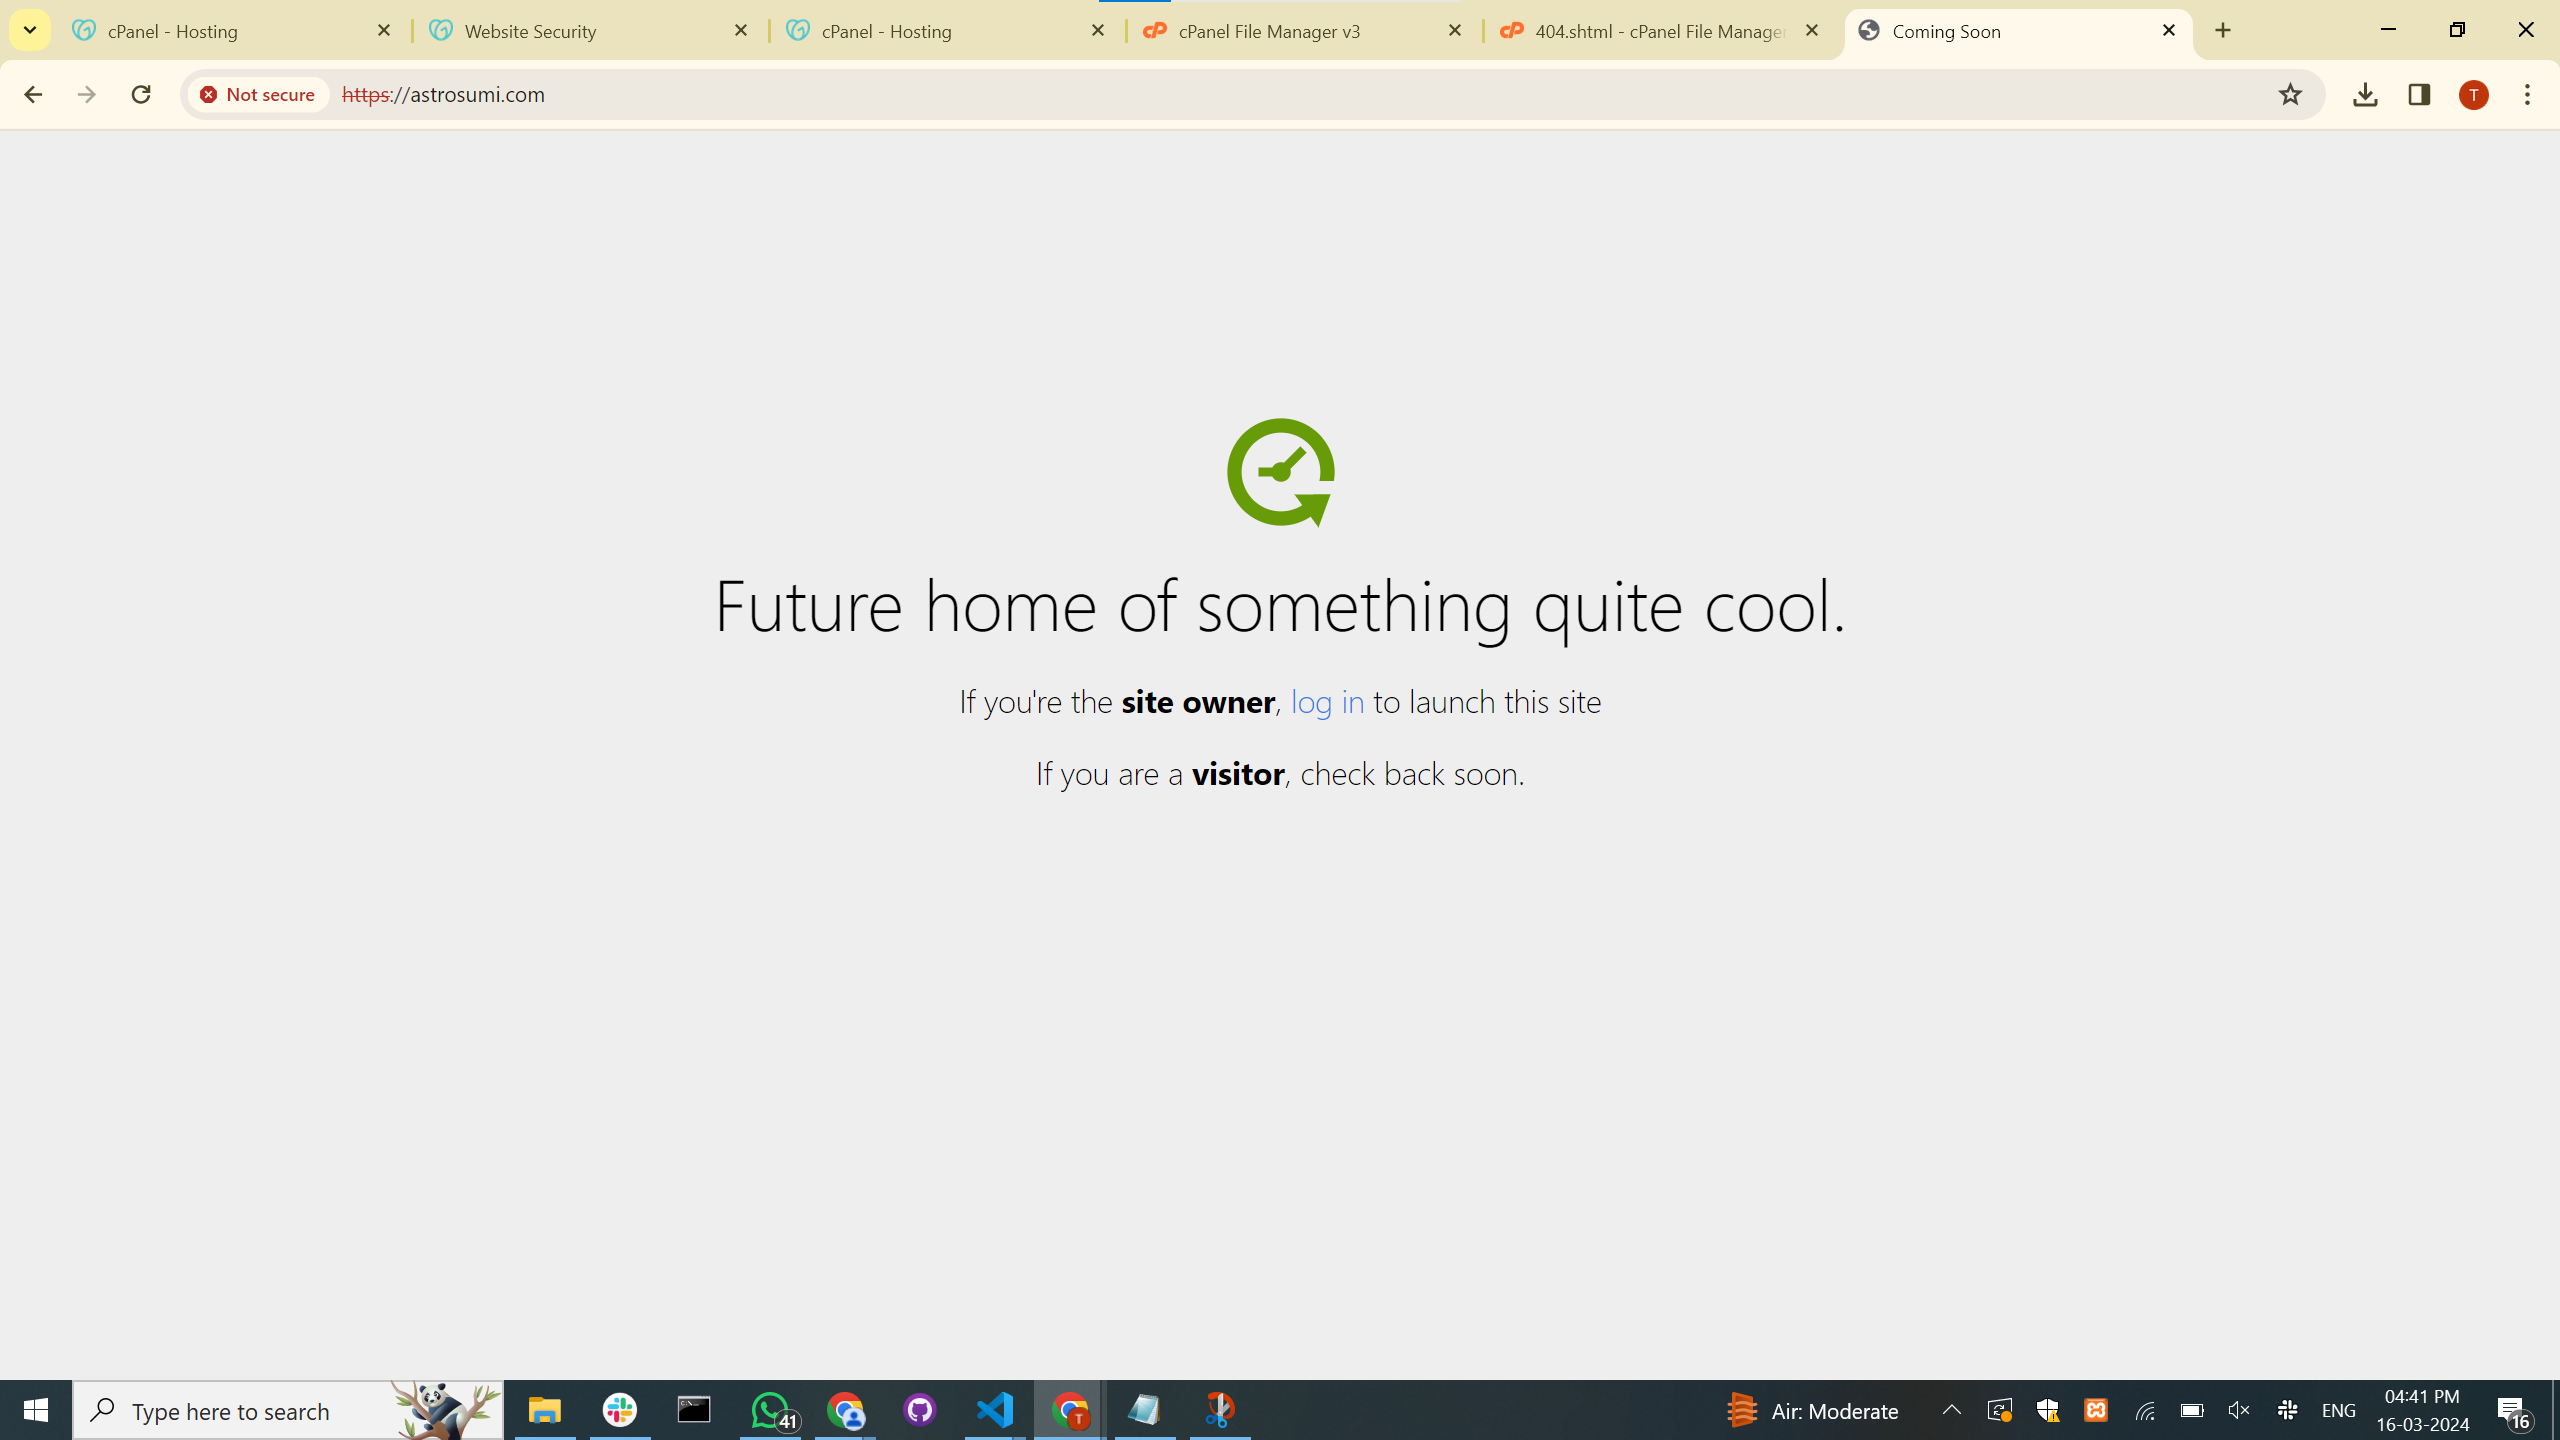 cPanel - Hosting
Website Security
cPanel - Hosting
cPanel File Manager v3
404.shtml - cPanel File Manager
Coming Soon
Not secure
https://astrosumi.com
T
Future home of something quite cool.
If you're the site owner, log in to launch this site
If you are a visitor, check back soon.
Type here to search
41
T
Air: Moderate
ENG
04:41 PM
16-03-2024
16